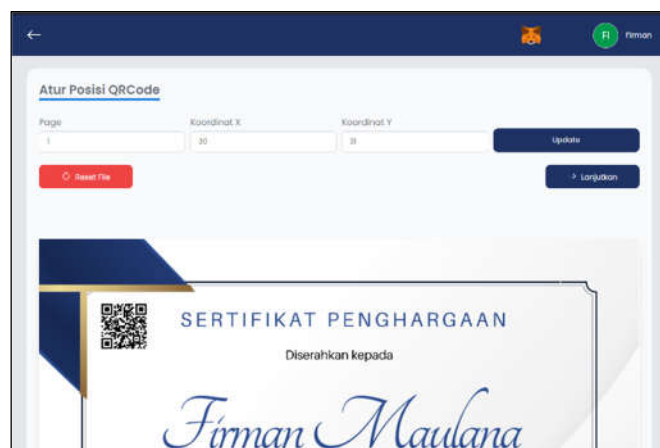 FI Firman
Atur Posisi QRCode
Page Koordinat X Koordinat Y
1 30 31 Update
Reset File Lanjutkan
SERTIFIKAT PENGHARGAAN
Diserahkan kepada
Firman Maulana